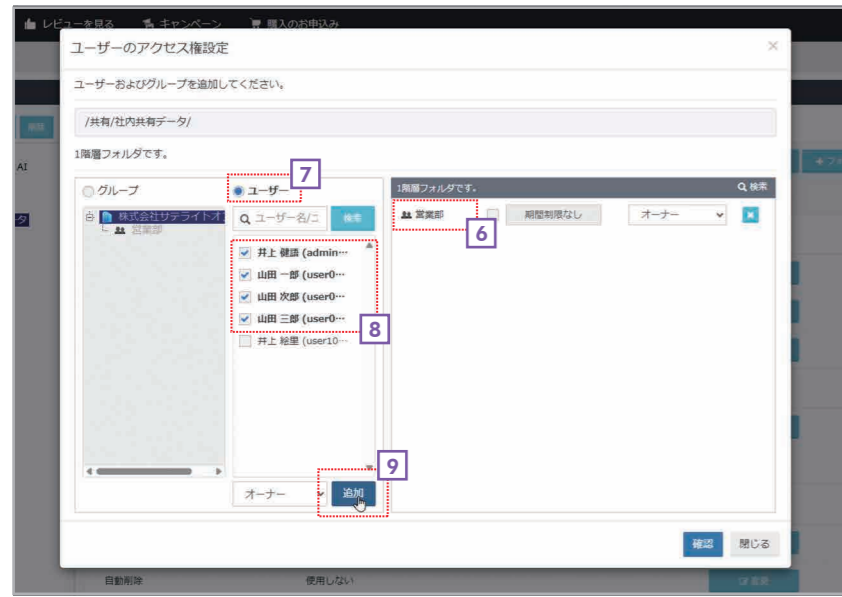 レビューを見る キャンペーン 購入のお申込み
ユーザーのアクセス権設定 ×
ユーザーおよびグループを追加してください。
/共有/社内共有データ/
削除
1階層フォルダです。
AI
+フォ
7
グループ ユーザー
1階層フォルダです。 検索
タ
株式会社サテライトオ
営業部
ユーザー名/ニ 検索
営業部 期間制限なし オーナー
6
井上 健語 (admin…
山田 一郎 (user0…
山田 次郎 (user0…
山田 三郎 (user0…
8
井上 絵里 (user10…
9
オーナー 追加
確認 閉じる
自動削除 使用しない 変更